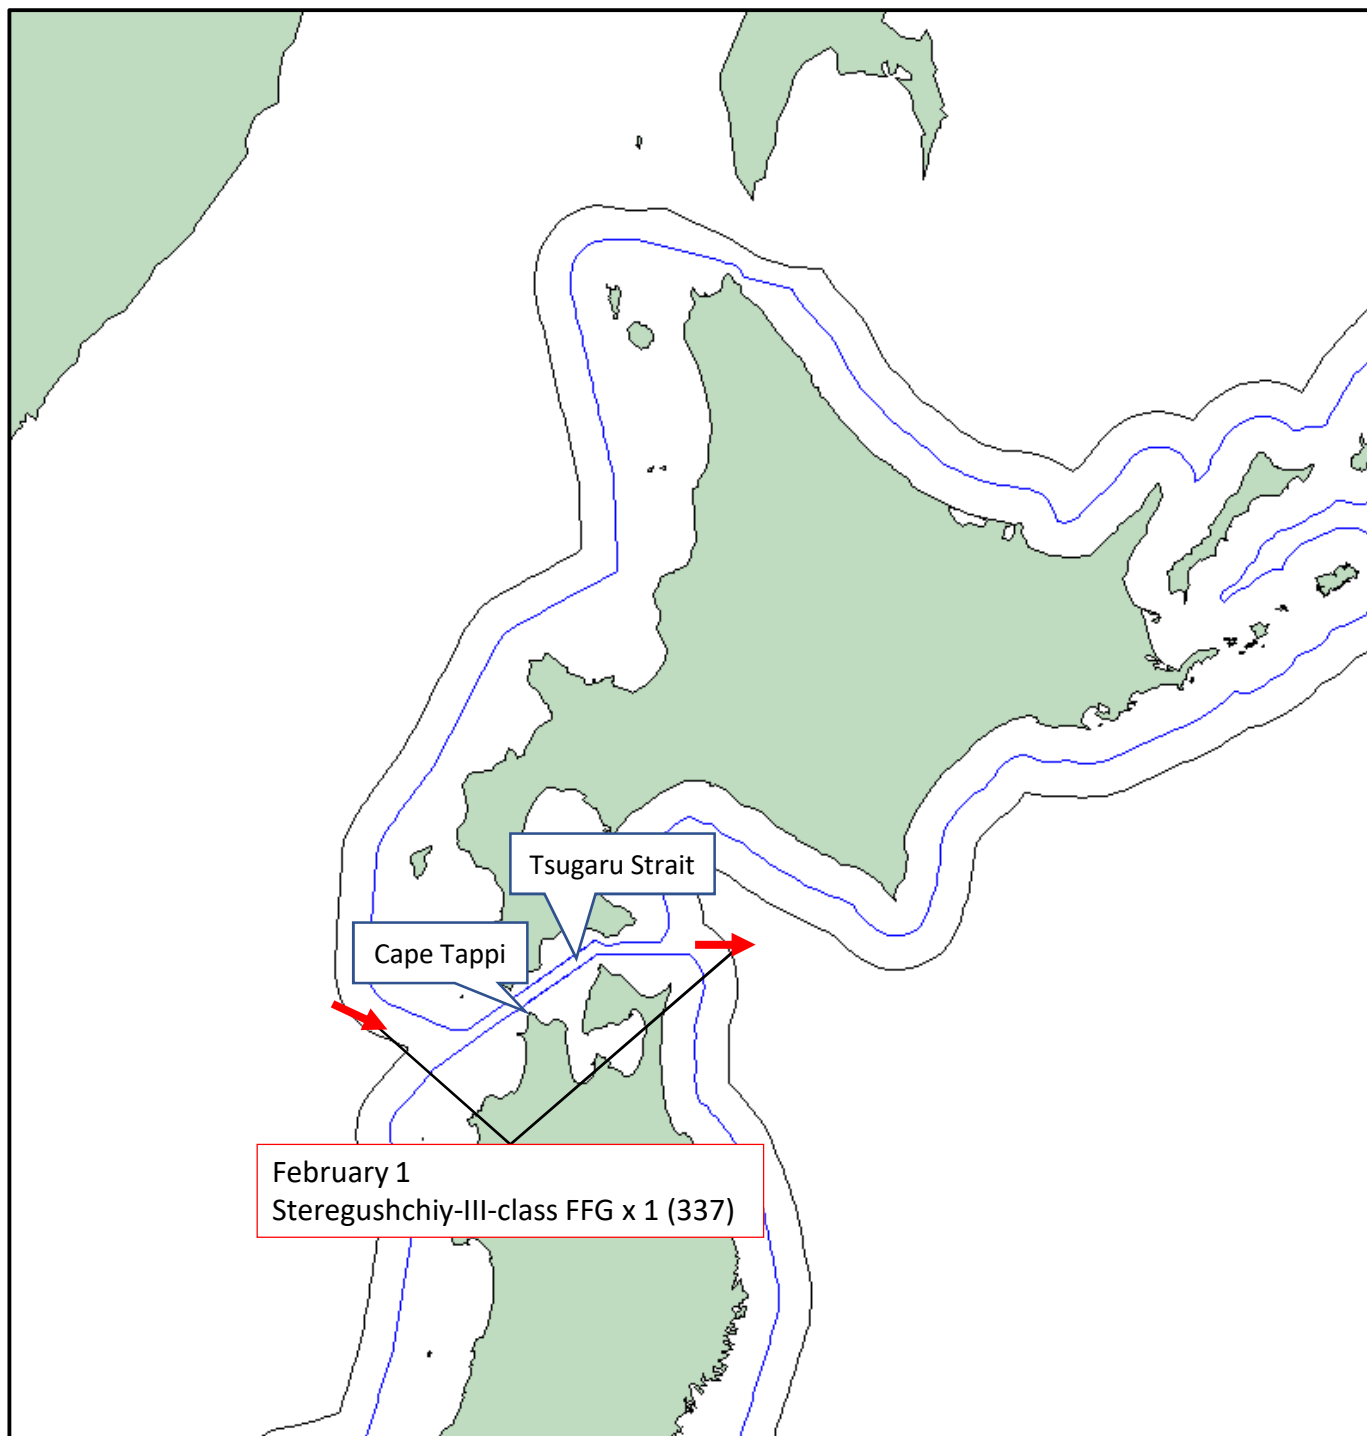 Tsugaru Strait
Cape Tappi
February 1
Steregushchiy-III-class FFG x 1 (337)